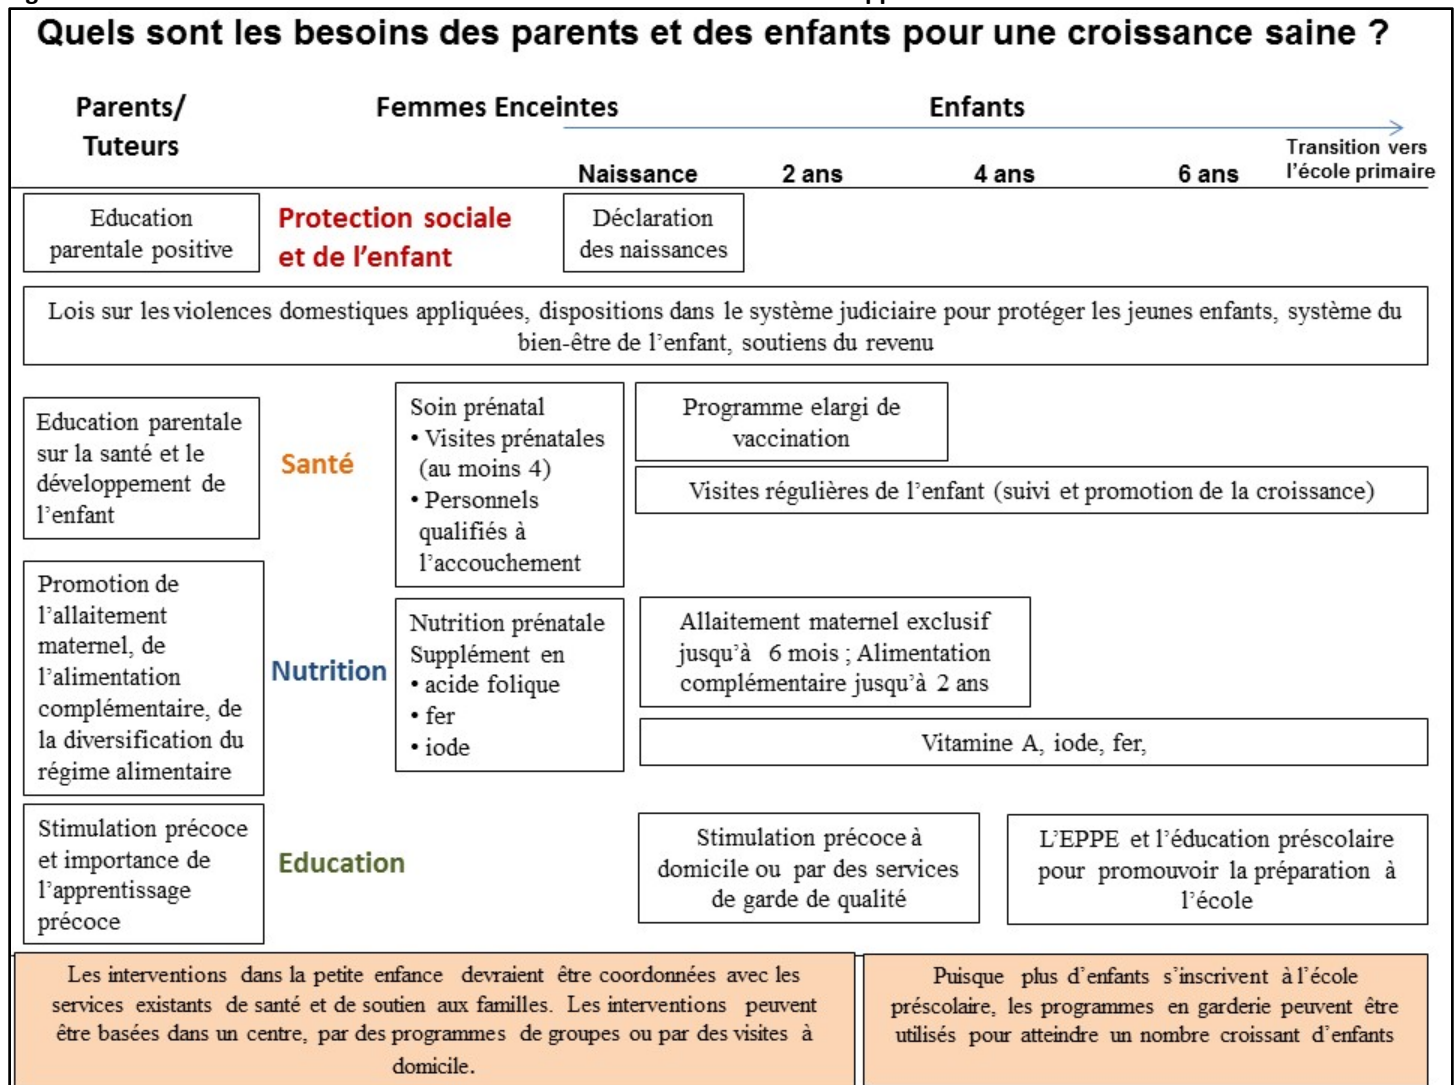 Quels sont les besoins des parents et des enfants pour une croissance saine ?
Parents/
Tuteurs
Femmes Enceintes
Enfants
Naissance
2 ans
4 ans
6 ans
Transition vers
l'école primaire
Education
parentale positive
Protection sociale
et de l'enfant
Déclaration
des naissances
Lois sur les violences domestiques appliquées, dispositions dans le système judiciaire pour protéger les jeunes enfants, système du
bien-être de l'enfant, soutiens du revenu
Education parentale
sur la santé et le
développement de
l'enfant
Santé
Soin prénatal
• Visites prénatales
(au moins 4)
• Personnels
qualifiés à
l'accouchement
Programme elargi de
vaccination
Visites régulières de l'enfant (suivi et promotion de la croissance)
Promotion de
l'allaitement
maternel, de
l'alimentation
complémentaire, de
la diversification du
régime alimentaire
Nutrition
Nutrition prénatale
Supplément en
• acide folique
• fer
• iode
Allaitement maternel exclusif
jusqu'à 6 mois ; Alimentation
complémentaire jusqu'à 2 ans
Vitamine A, iode, fer,
Stimulation précoce
et importance de
l'apprentissage
précoce
Education
Stimulation précoce à
domicile ou par des services
de garde de qualité
L'EPPE et l'éducation préscolaire
pour promouvoir la préparation à
l'école
Les interventions dans la petite enfance devraient être coordonnées avec les
services existants de santé et de soutien aux familles. Les interventions peuvent
être basées dans un centre, par des programmes de groupes ou par des visites à
domicile.
Puisque plus d'enfants s'inscrivent à l'école
préscolaire, les programmes en garderie peuvent être
utilisés pour atteindre un nombre croissant d'enfants